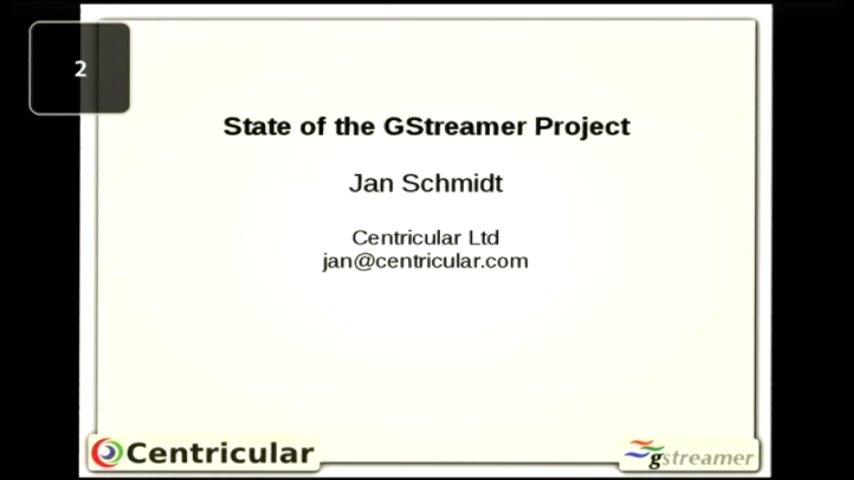 2
State of the GStreamer Project
Jan Schmidt
Centricular Ltd
jan@centricular.com
Centricular
gstreamer